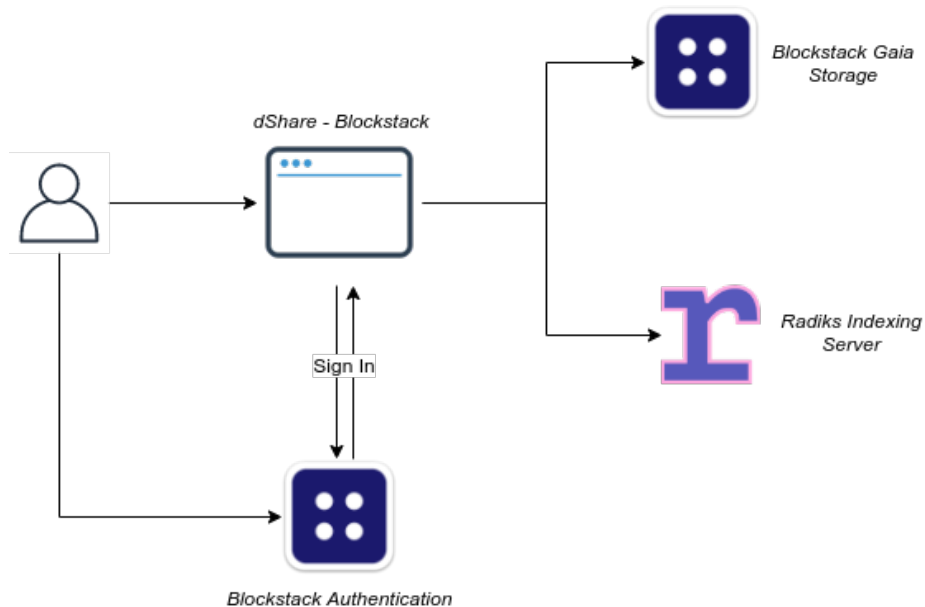 Blockstack Gaia
Storage
dShare - Blockstack
Radiks Indexing
Server
r
Sign In
Blockstack Authentication